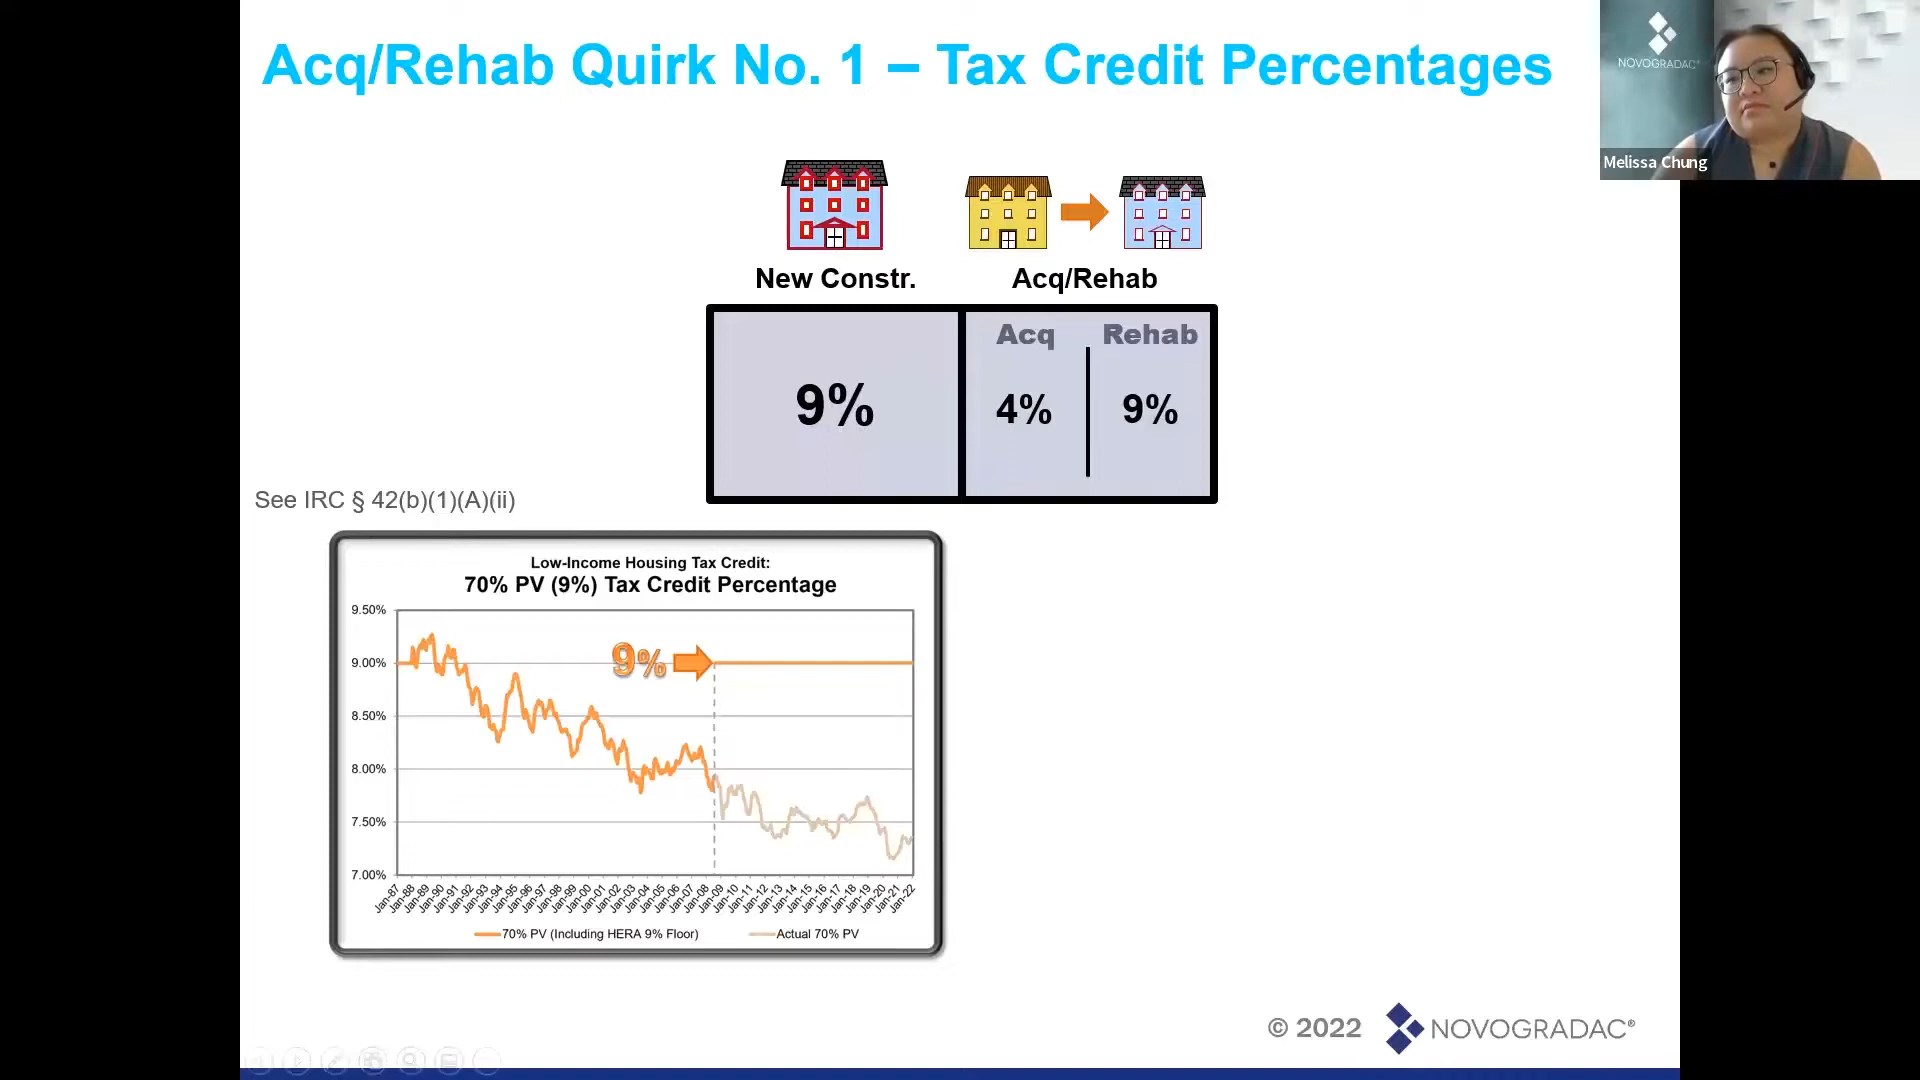 Acq/Rehab Quirk No. 1 – Tax Credit Percentages
NOVOGRADAC®
Melissa Chung
New Constr.
Acq/Rehab
Acq
Rehab
9%
4%
9%
See IRC § 42(b)(1)(A)(ii)
Low-Income Housing Tax Credit:
70% PV (9%) Tax Credit Percentage
9.50%
9.00%
8.50%
8.00%
7.50%
7.00%
9%
Jan-87
Jan-88
Jan-89
Jan-90
Jan-91
Jan-92
Jan-93
Jan-94
Jan-95
Jan-96
Jan-97
Jan-98
Jan-99
Jan-00
Jan-01
Jan-02
Jan-03
Jan-04
Jan-05
Jan-06
Jan-07
Jan-08
Jan-09
Jan-10
Jan-11
Jan-12
Jan-13
Jan-14
Jan-15
Jan-16
Jan-17
Jan-18
Jan-19
Jan-20
Jan-21
Jan-22
70% PV (Including HERA 9% Floor)
Actual 70% PV
© 2022
NOVOGRADAC®